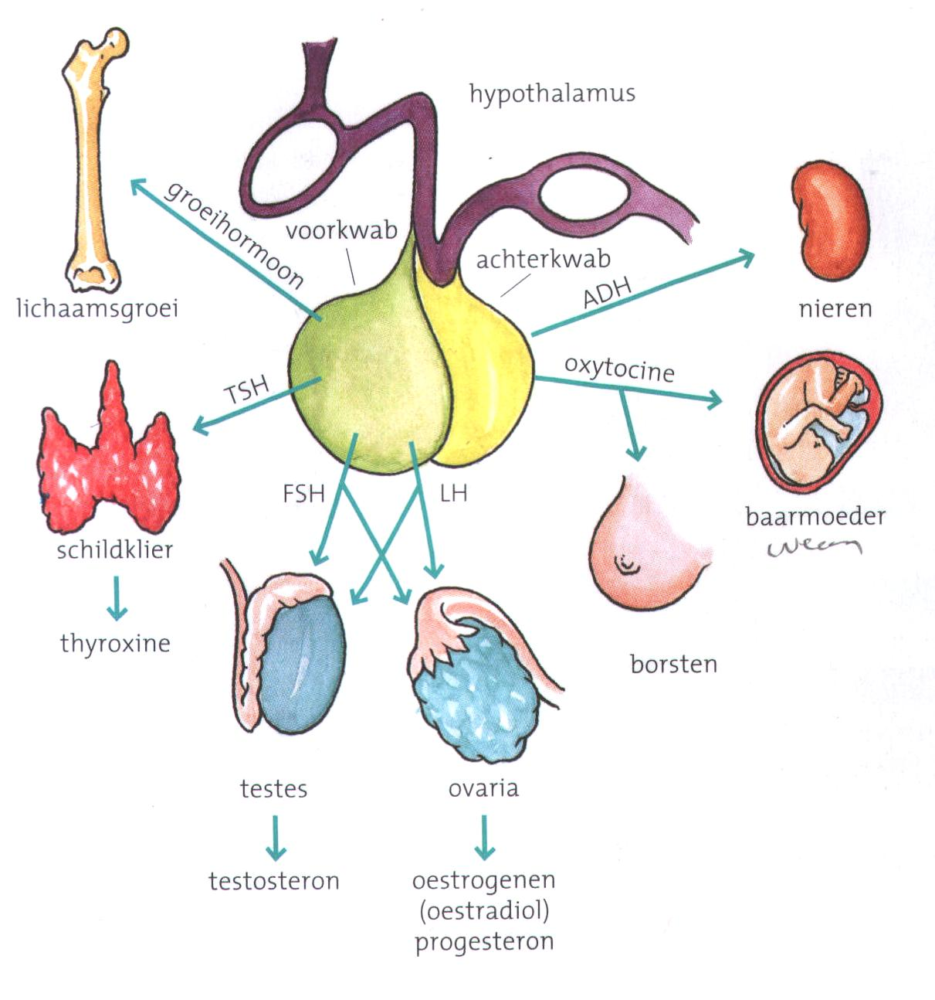 hypothalamus
groeihormoon
voorkwab
achterkwab
ADH
lichaamsgroei
nieren
TSH
oxytocine
FSH
LH
baarmoeder
schildklier
thyroxine
borsten
testes
ovaria
testosteron
oestrogenen
(oestradiol)
progesteron